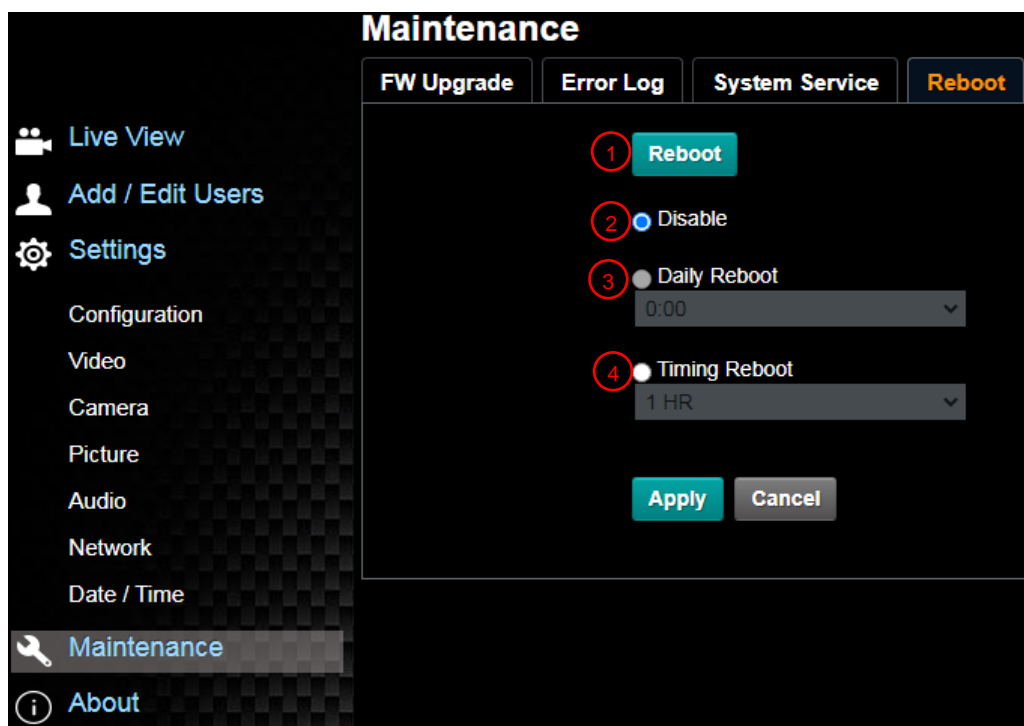 Maintenance
FW Upgrade Error Log System Service Reboot
Live View
Add / Edit Users
Settings
Configuration
Video
Camera
Picture
Audio
Network
Date / Time
Maintenance
About
1 Reboot
2 Disable
3 Daily Reboot
0:00
4 Timing Reboot
1 HR
Apply Cancel